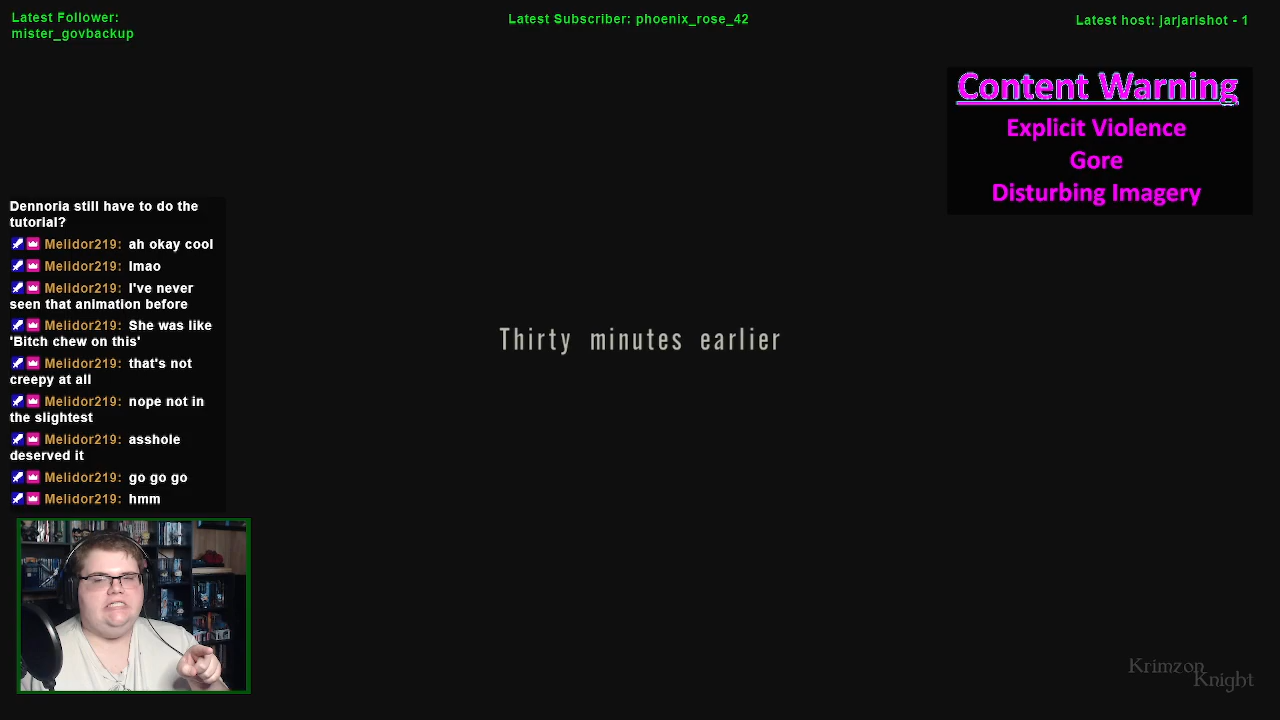 Latest Follower:
mister_govbackup
Latest Subscriber: phoenix_rose_42
Latest host: jarjarishot - 1
Content Warning
Explicit Violence
Gore
Disturbing Imagery
Dennoria still have to do the
tutorial?
Melidor219: ah okay cool
Melidor219: lmao
Melidor219: I've never
seen that animation before
Melidor219: She was like
'Bitch chew on this'
Melidor219: that's not
creepy at all
Melidor219: nope not in
the slightest
Melidor219: asshole
deserved it
Melidor219: go go go
Melidor219: hmm
Thirty minutes earlier
Krimzon
Knight